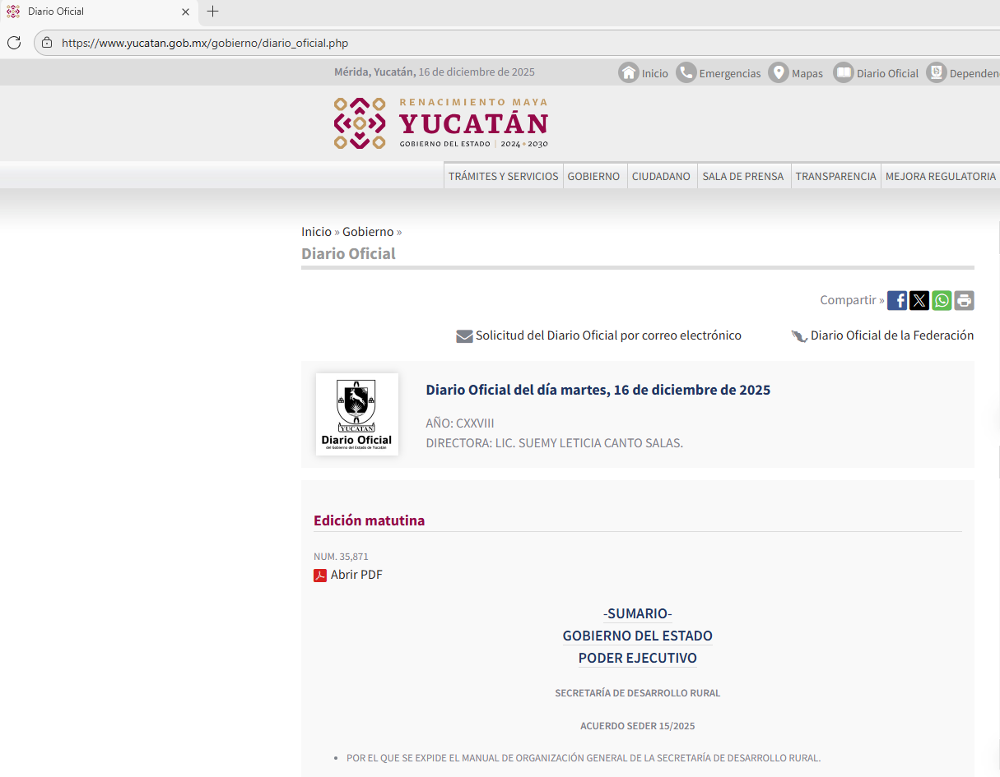 Diario Oficial
https://www.yucatan.gob.mx/gobierno/diario_oficial.php
Mérida, Yucatán, 16 de diciembre de 2025
Inicio
Emergencias
Mapas
Diario Oficial
Dependen
RENACIMIENTO MAYA
YUCATÁN
GOBIERNO DEL ESTADO | 2024 • 2030
TRÁMITES Y SERVICIOS
GOBIERNO
CIUDADANO
SALA DE PRENSA
TRANSPARENCIA
MEJORA REGULATORIA
Inicio » Gobierno »
Diario Oficial
Compartir »
Solicitud del Diario Oficial por correo electrónico
Diario Oficial de la Federación
YUCATAN
Diario Oficial
del Gobierno del Estado de Yucatán
Diario Oficial del día martes, 16 de diciembre de 2025
AÑO: CXXVIII
DIRECTORA: LIC. SUEMY LETICIA CANTO SALAS.
Edición matutina
NUM. 35,871
Abrir PDF
-SUMARIO-
GOBIERNO DEL ESTADO
PODER EJECUTIVO
SECRETARÍA DE DESARROLLO RURAL
ACUERDO SEDER 15/2025
• POR EL QUE SE EXPIDE EL MANUAL DE ORGANIZACIÓN GENERAL DE LA SECRETARÍA DE DESARROLLO RURAL.